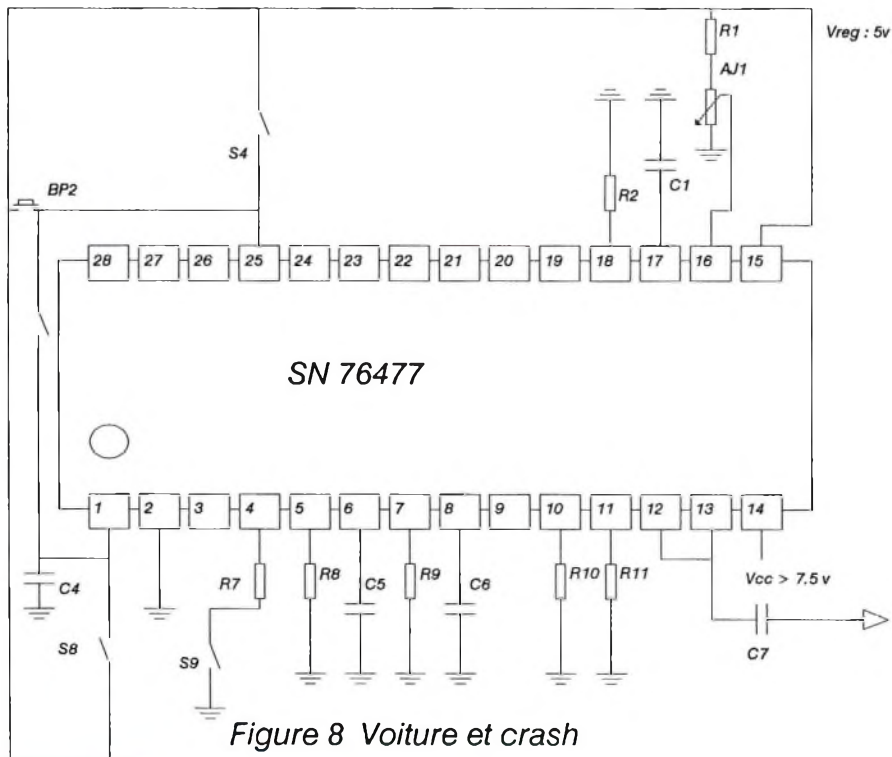 R1
Vreg : 5v
AJ1
S4
R2
C1
BP2
28 27 26 25 24 23 22 21 20 19 18 17 16 15
SN 76477
1 2 3 4 5 6 7 8 9 10 11 12 13 14
C4
R7
R8
C5
R9
C6
R10
R11
Vcc > 7.5 v
S8
S9
C7
Figure 8 Voiture et crash